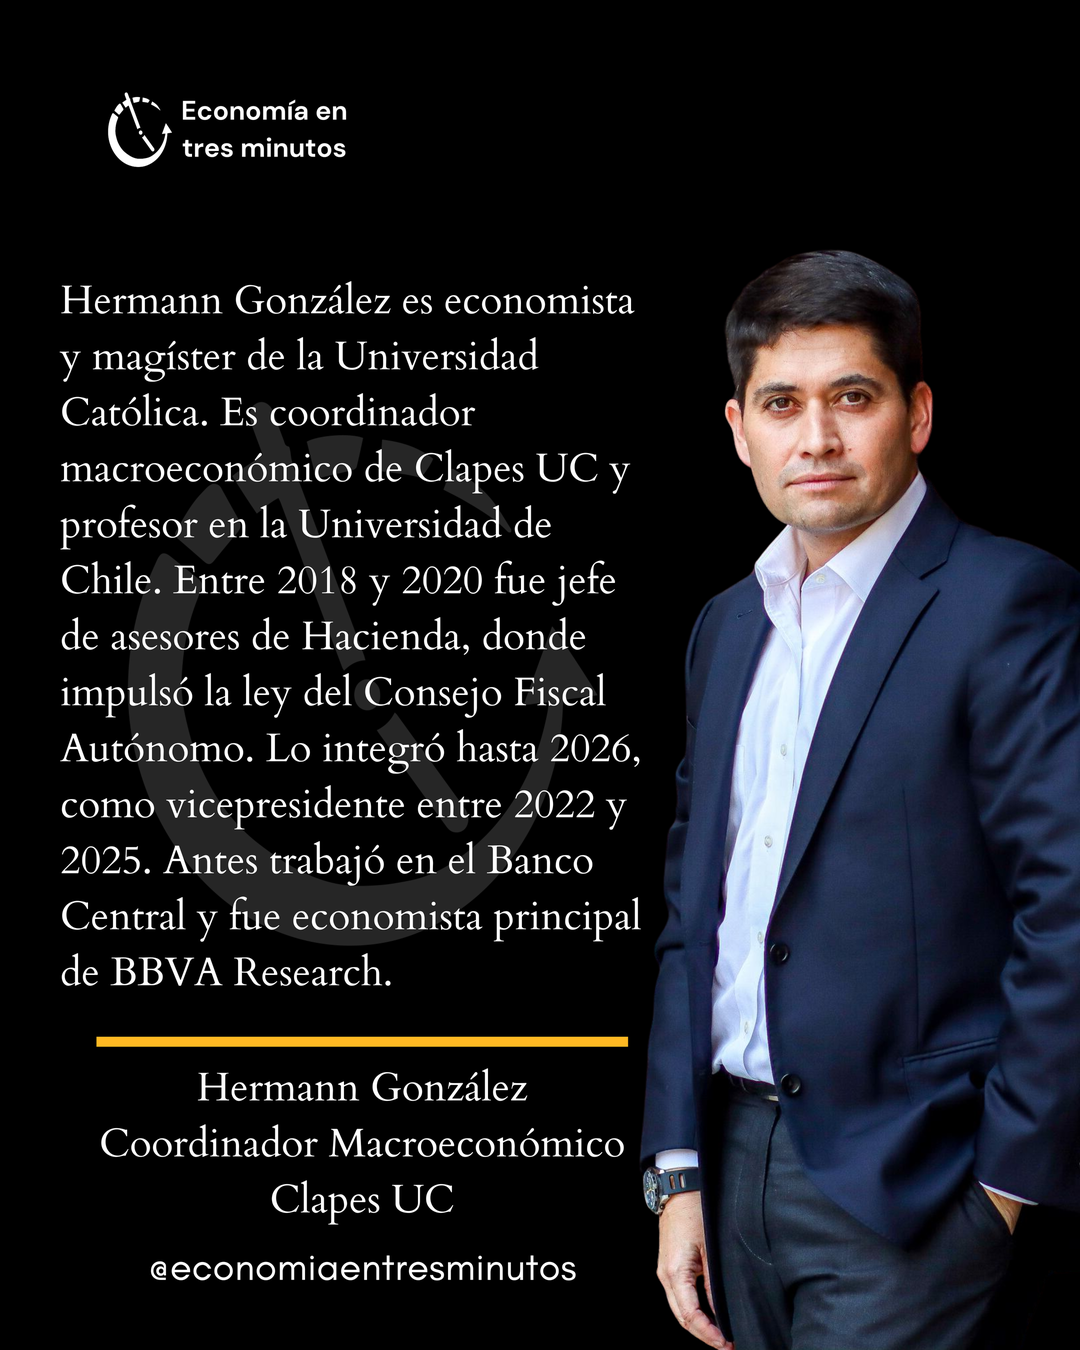 Economía en
tres minutos
Hermann González es economista
y magíster de la Universidad
Católica. Es coordinador
macroeconómico de Clapes UC y
profesor en la Universidad de
Chile. Entre 2018 y 2020 fue jefe
de asesores de Hacienda, donde
impulsó la ley del Consejo Fiscal
Autónomo. Lo integró hasta 2026,
como vicepresidente entre 2022 y
2025. Antes trabajó en el Banco
Central y fue economista principal
de BBVA Research.
Hermann González
Coordinador Macroeconómico
Clapes UC
@economiaentresminutos